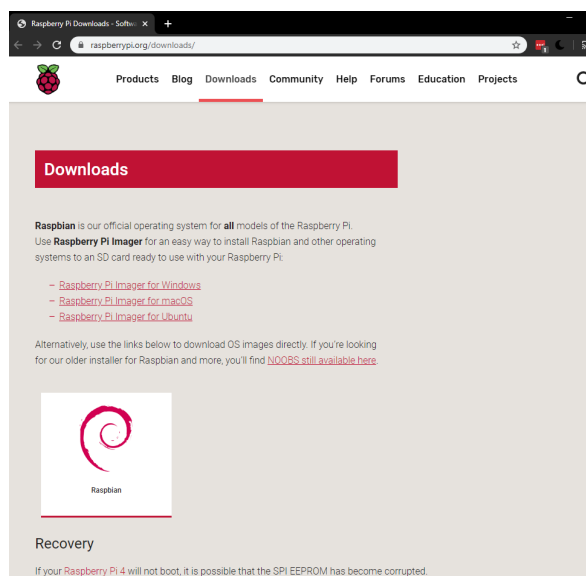 Raspberry Pi Downloads - Softwa
raspberrypi.org/downloads/
Products Blog Downloads Community Help Forums Education Projects
Downloads
Raspbian is our official operating system for all models of the Raspberry Pi.
Use Raspberry Pi Imager for an easy way to install Raspbian and other operating
systems to an SD card ready to use with your Raspberry Pi:
– Raspberry Pi Imager for Windows
– Raspberry Pi Imager for macOS
– Raspberry Pi Imager for Ubuntu
Alternatively, use the links below to download OS images directly. If you're looking
for our older installer for Raspbian and more, you'll find NOOBS still available here.
Raspbian
Recovery
If your Raspberry Pi 4 will not boot, it is possible that the SPI EEPROM has become corrupted.